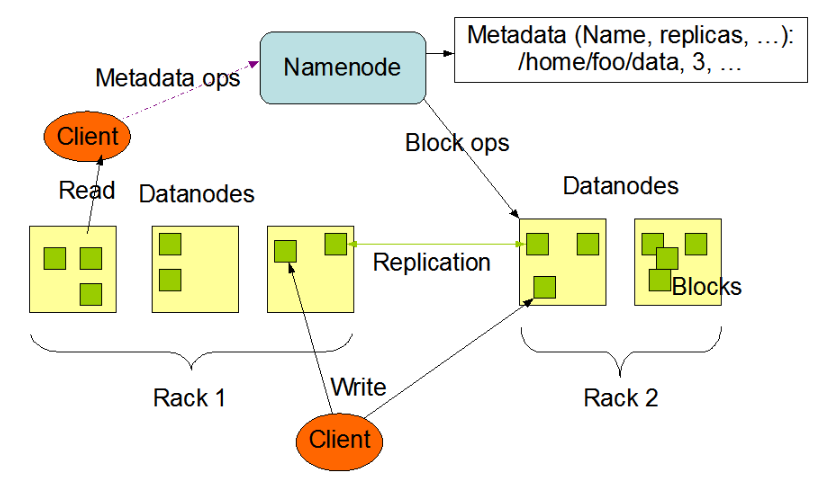 Metadata (Name, replicas, …):
/home/foo/data, 3, …
Namenode
Metadata ops
Client
Block ops
Read
Datanodes
Datanodes
Replication
Blocks
Rack 1
Write
Rack 2
Client